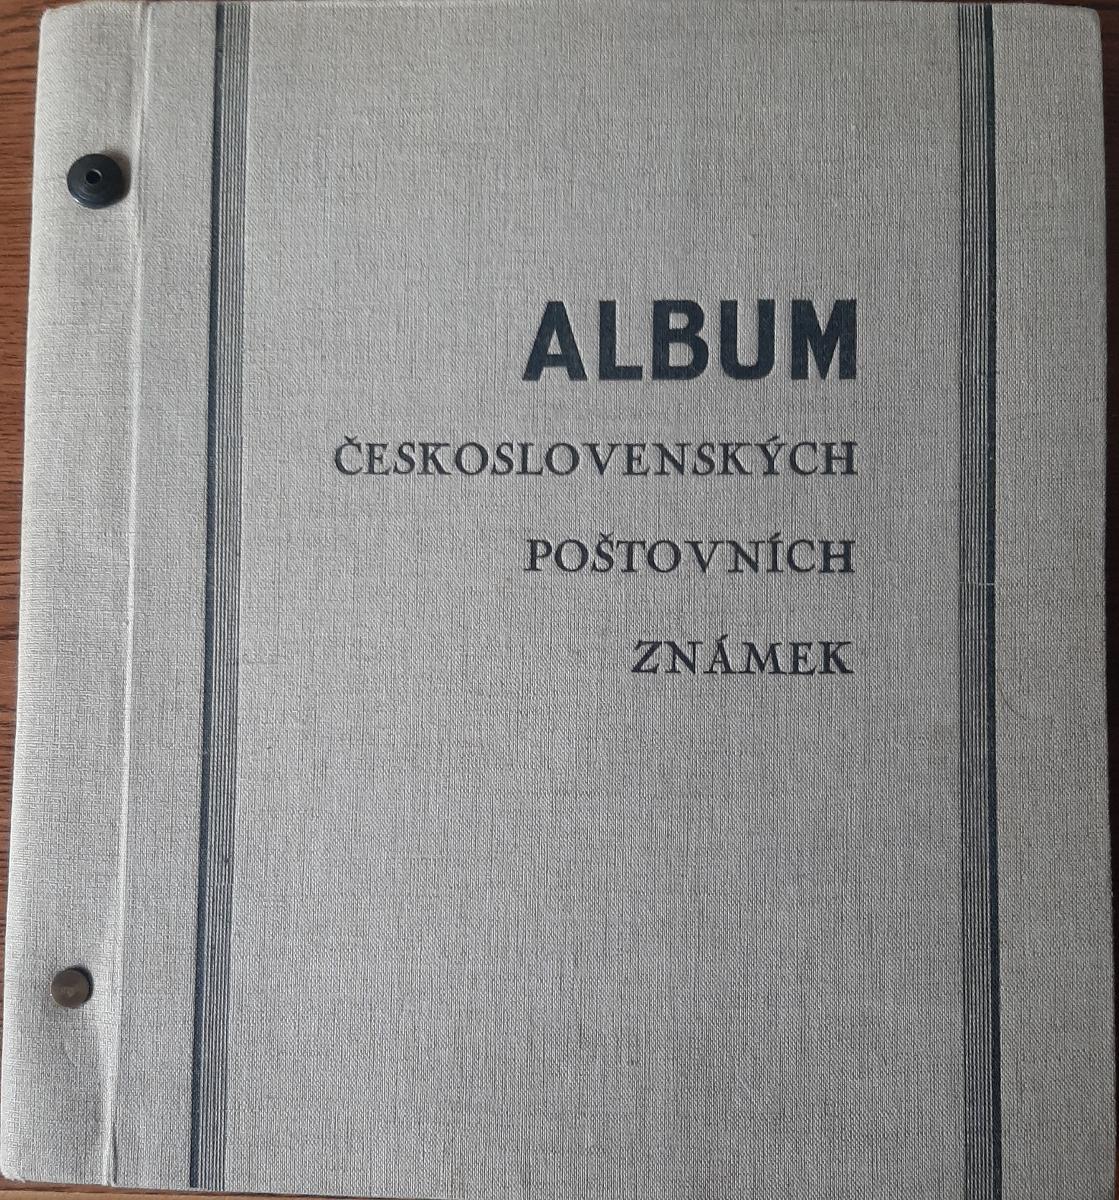 ALBUM
ČESKOSLOVENSKÝCH
POŠTOVNÍCH
ZNÁMEK